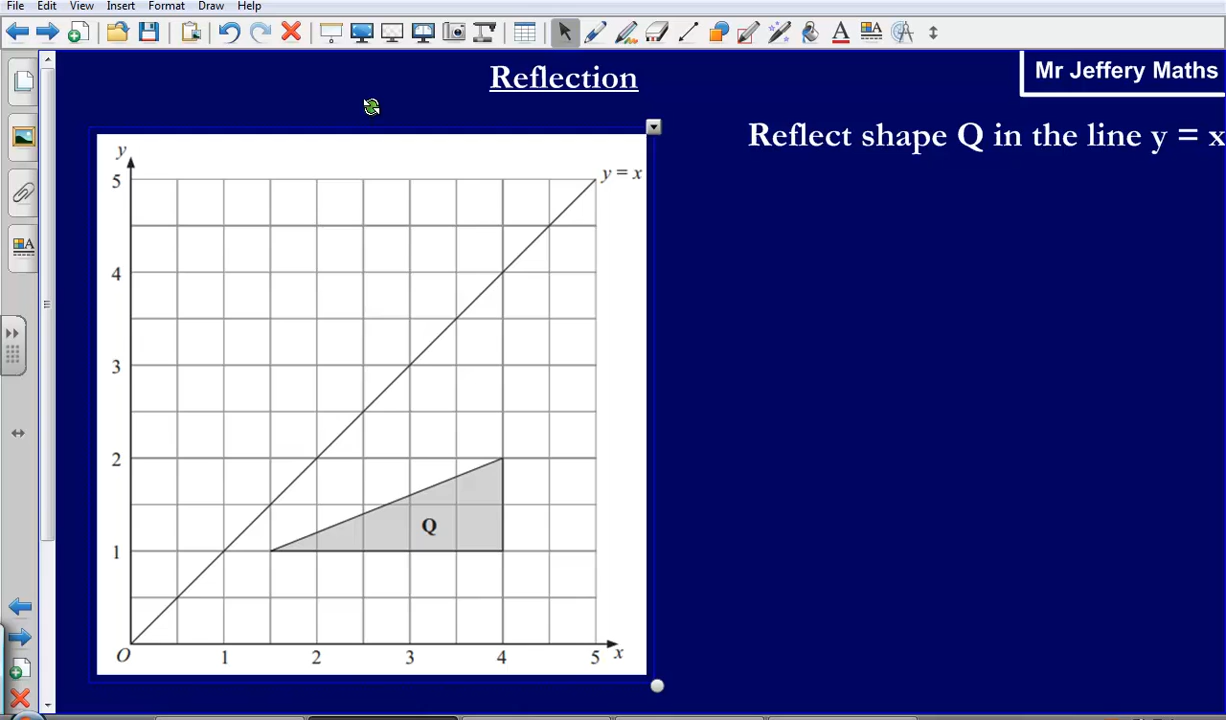 File Edit View Insert Format Draw Help
Reflection
Mr Jeffery Maths
Reflect shape Q in the line y = x
y
5
y = x
4
3
2
Q
1
O
1 2 3 4 5 x